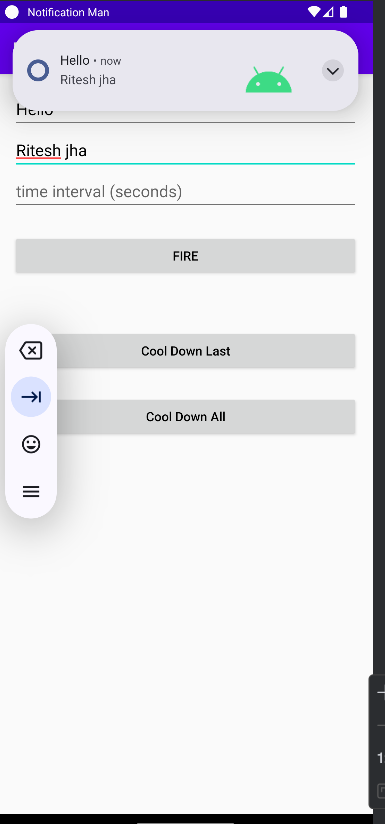 Notification Man
Hello • now
Ritesh jha
Hello
Ritesh jha
time interval (seconds)
FIRE
Cool Down Last
Cool Down All